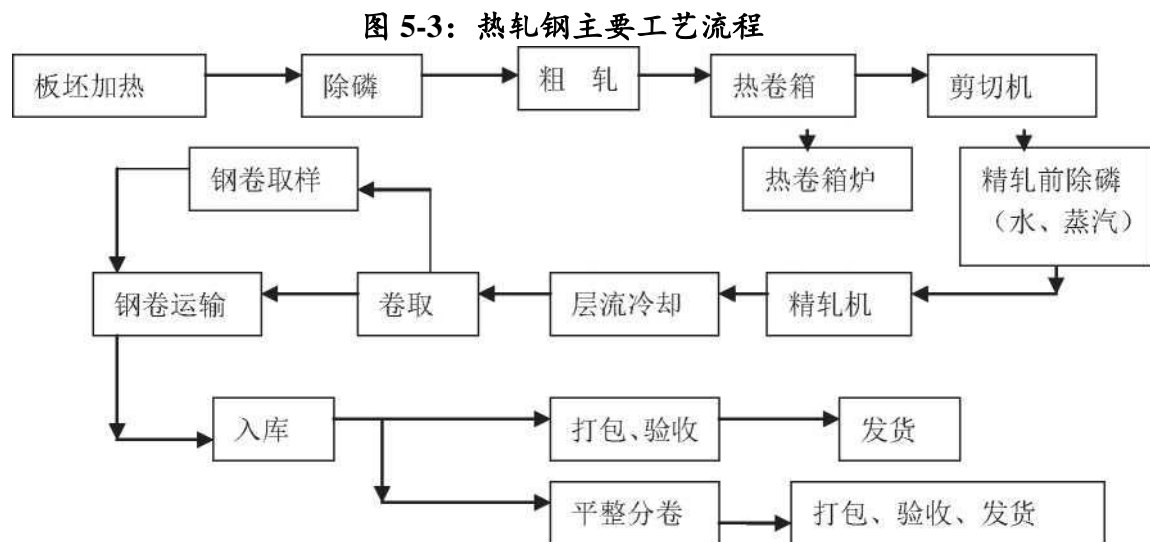 图 5-3：热轧钢主要工艺流程
板坯加热
除磷
粗 轧
热卷箱
剪切机
钢卷取样
热卷箱炉
精轧前除磷
（水、蒸汽）
钢卷运输
卷取
层流冷却
精轧机
入库
打包、验收
发货
平整分卷
打包、验收、发货